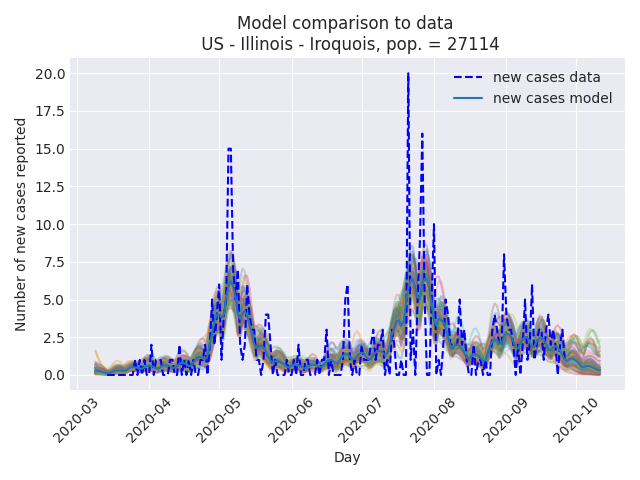 Model comparison to data
US - Illinois - Iroquois, pop. = 27114
new cases data
new cases model
Number of new cases reported
20.0
17.5
15.0
12.5
10.0
7.5
5.0
2.5
0.0
2020-03
2020-04
2020-05
2020-06
2020-07
2020-08
2020-09
2020-10
Day